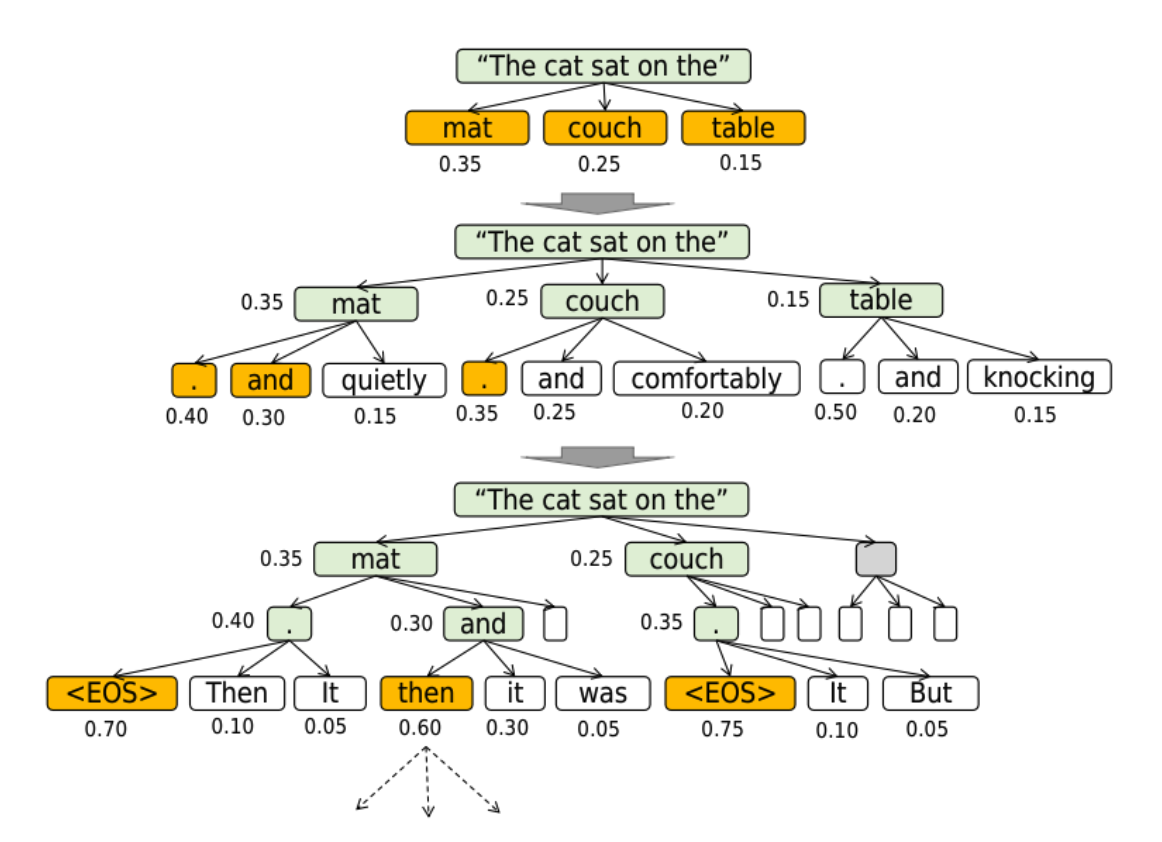 “The cat sat on the”
mat couch table
0.35 0.25 0.15
“The cat sat on the”
0.35 mat 0.25 couch 0.15 table
. and quietly . and comfortably . and knocking
0.40 0.30 0.15 0.35 0.25 0.20 0.50 0.20 0.15
“The cat sat on the”
0.35 mat 0.25 couch
0.40 . 0.30 and 0.35 .
<EOS> Then It then it was <EOS> It But
0.70 0.10 0.05 0.60 0.30 0.05 0.75 0.10 0.05